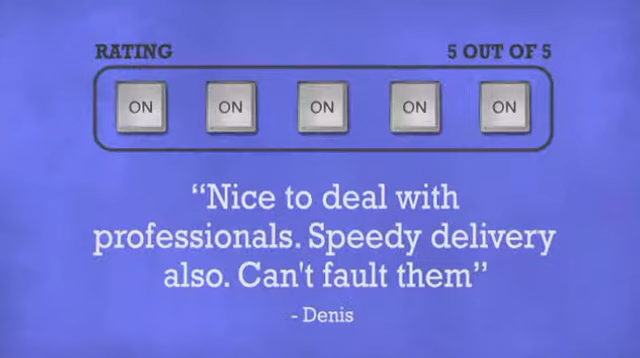 RATING 5 OUT OF 5
ON ON ON ON ON
“Nice to deal with
professionals. Speedy delivery
also. Can't fault them”
- Denis